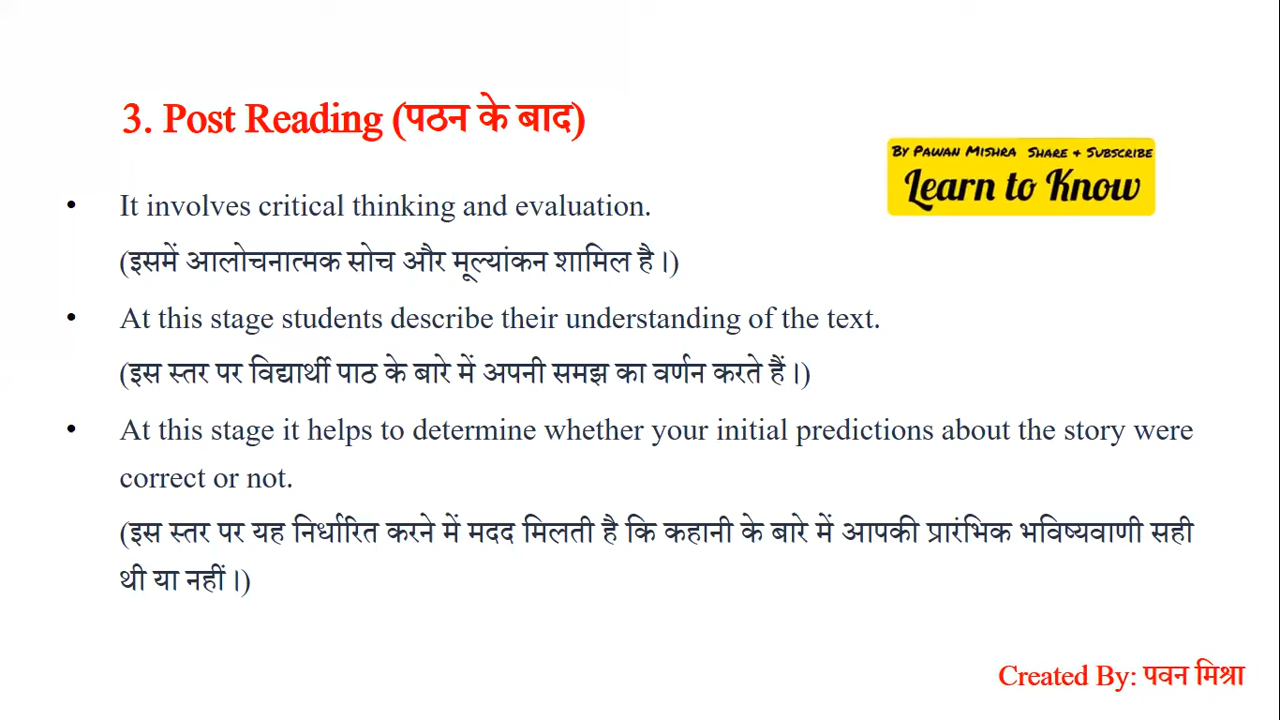 3. Post Reading (पठन के बाद)
By Pawan Mishra Share & Subscribe
Learn to Know
• It involves critical thinking and evaluation.
(इसमें आलोचनात्मक सोच और मूल्यांकन शामिल है।)
• At this stage students describe their understanding of the text.
(इस स्तर पर विद्यार्थी पाठ के बारे में अपनी समझ का वर्णन करते हैं।)
• At this stage it helps to determine whether your initial predictions about the story were
correct or not.
(इस स्तर पर यह निर्धारित करने में मदद मिलती है कि कहानी के बारे में आपकी प्रारंभिक भविष्यवाणी सही
थी या नहीं।)
Created By: पवन मिश्रा